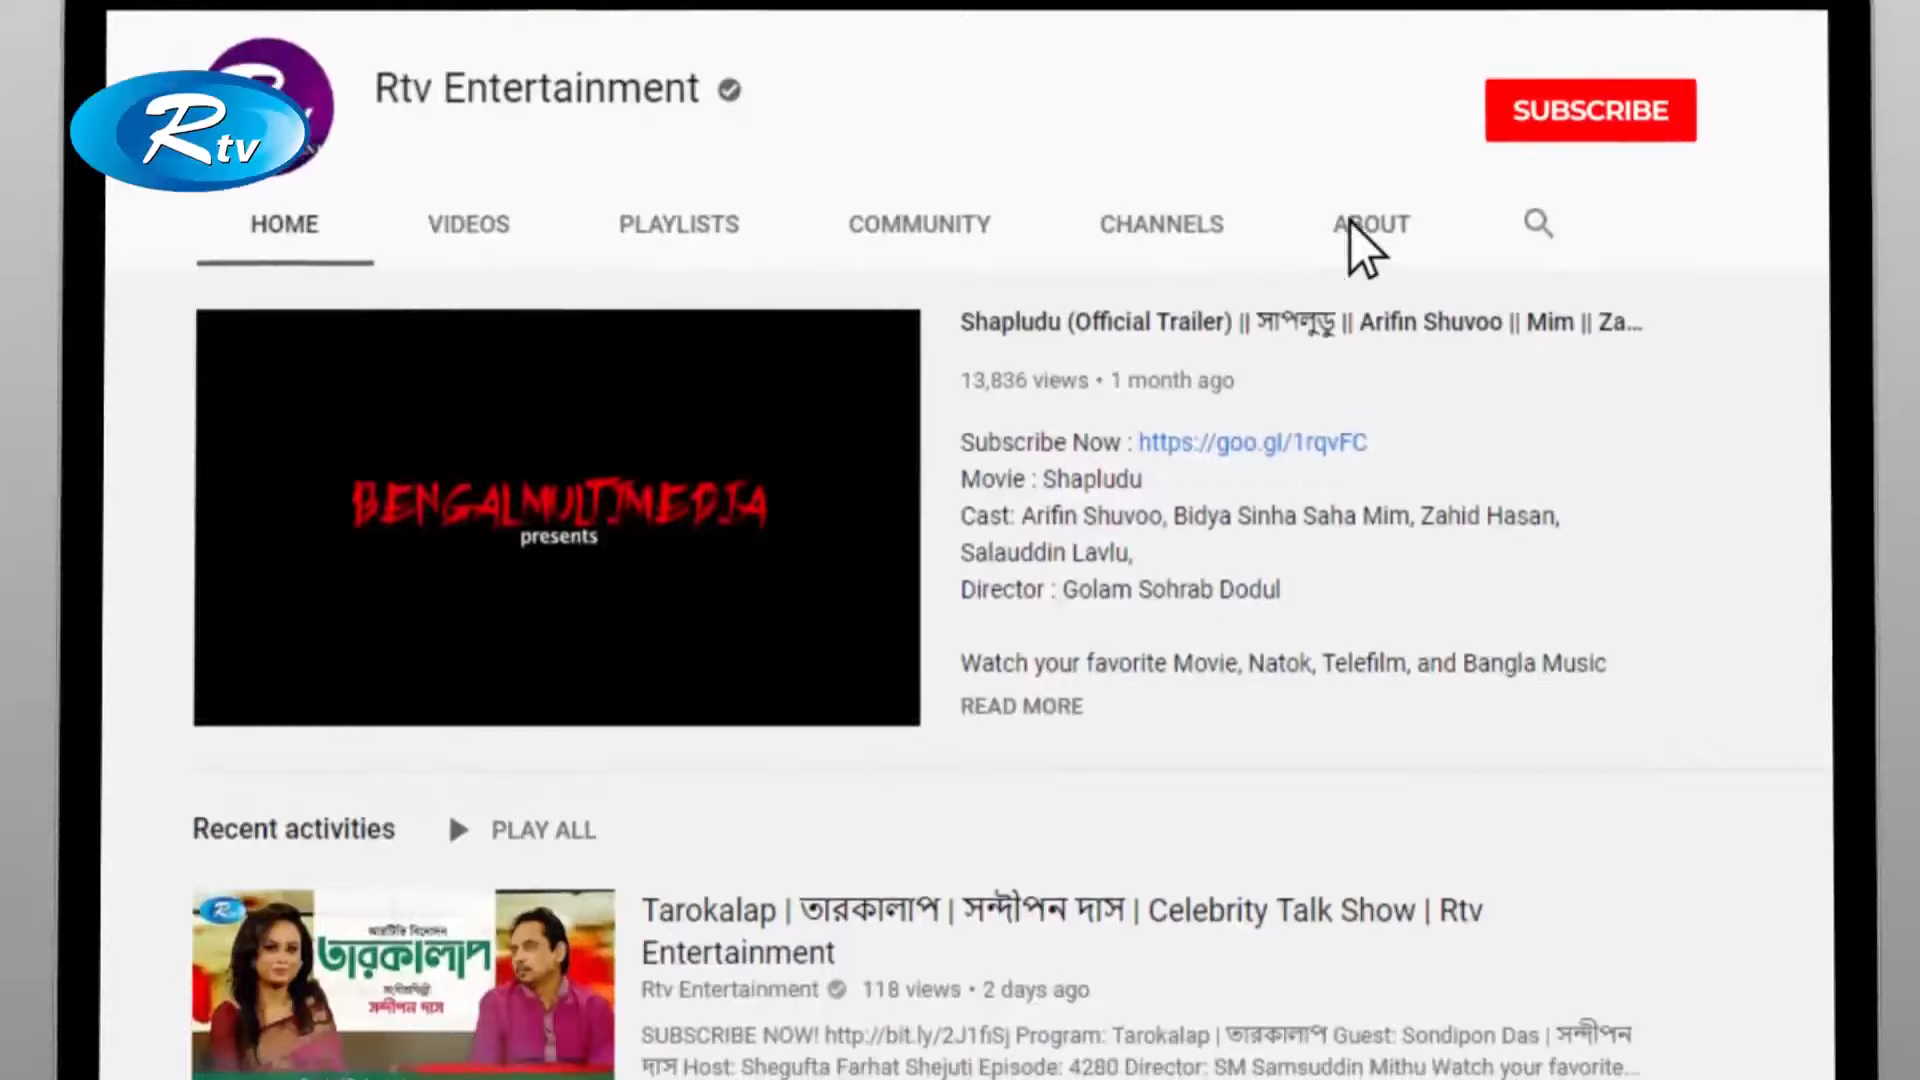 Rtv
Rtv Entertainment
SUBSCRIBE
HOME VIDEOS PLAYLISTS COMMUNITY CHANNELS ABOUT
Shapludu (Official Trailer) || সাপলুডু || Arifin Shuvoo || Mim || Za...
13,836 views • 1 month ago
Subscribe Now : https://goo.gl/1rqvFC
Movie : Shapludu
Cast: Arifin Shuvoo, Bidya Sinha Saha Mim, Zahid Hasan,
Salauddin Lavlu,
Director : Golam Sohrab Dodul
BENGALMULTIMEDIA
presents
Watch your favorite Movie, Natok, Telefilm, and Bangla Music
READ MORE
Recent activities PLAY ALL
Rtv
আরটিভি বিনোদন
তারকালাপ
সংগীতশিল্পী
সন্দীপন দাস
Tarokalap | তারকালাপ | সন্দীপন দাস | Celebrity Talk Show | Rtv
Entertainment
Rtv Entertainment 118 views • 2 days ago
SUBSCRIBE NOW! http://bit.ly/2J1fiSj Program: Tarokalap | তারকালাপ Guest: Sondipon Das | সন্দীপন
দাস Host: Shegufta Farhat Shejuti Episode: 4280 Director: SM Samsuddin Mithu Watch your favorite...